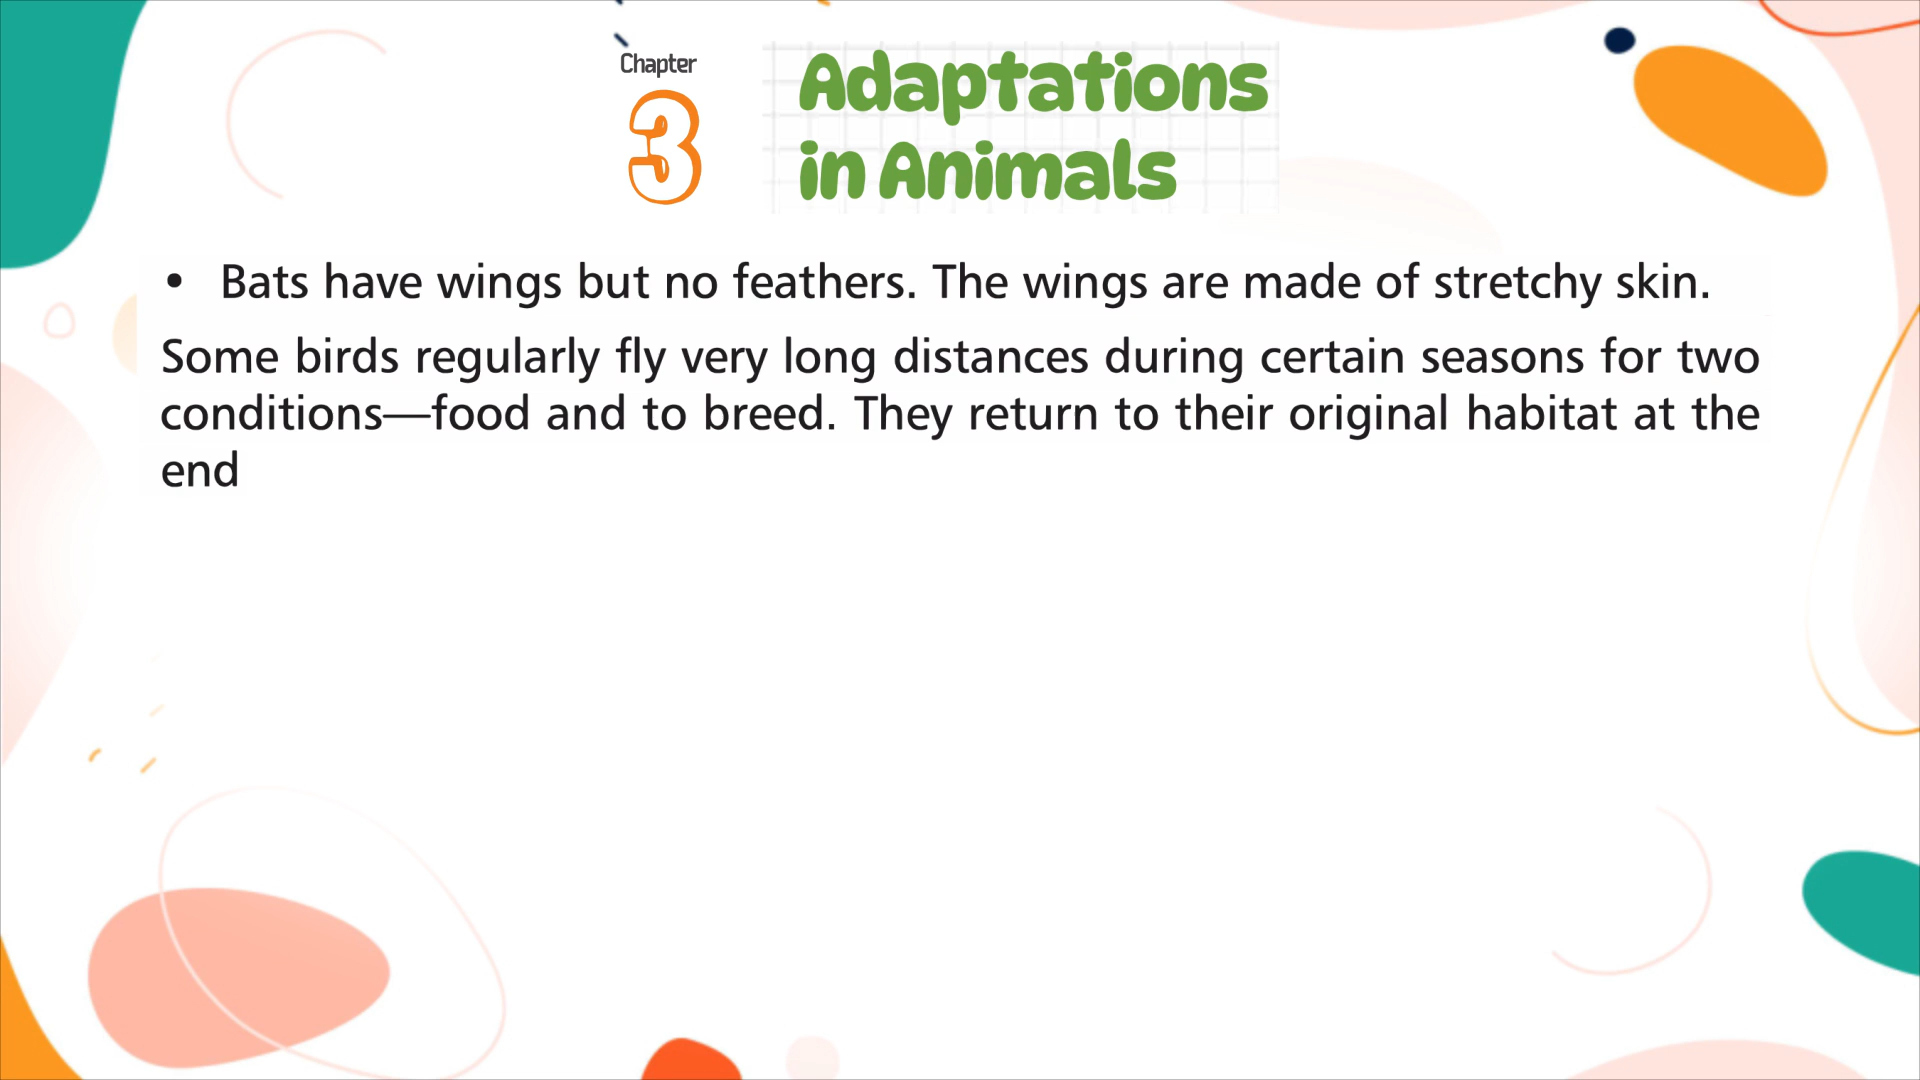 Chapter
3
Adaptations
in Animals
• Bats have wings but no feathers. The wings are made of stretchy skin.
Some birds regularly fly very long distances during certain seasons for two
conditions—food and to breed. They return to their original habitat at the
end